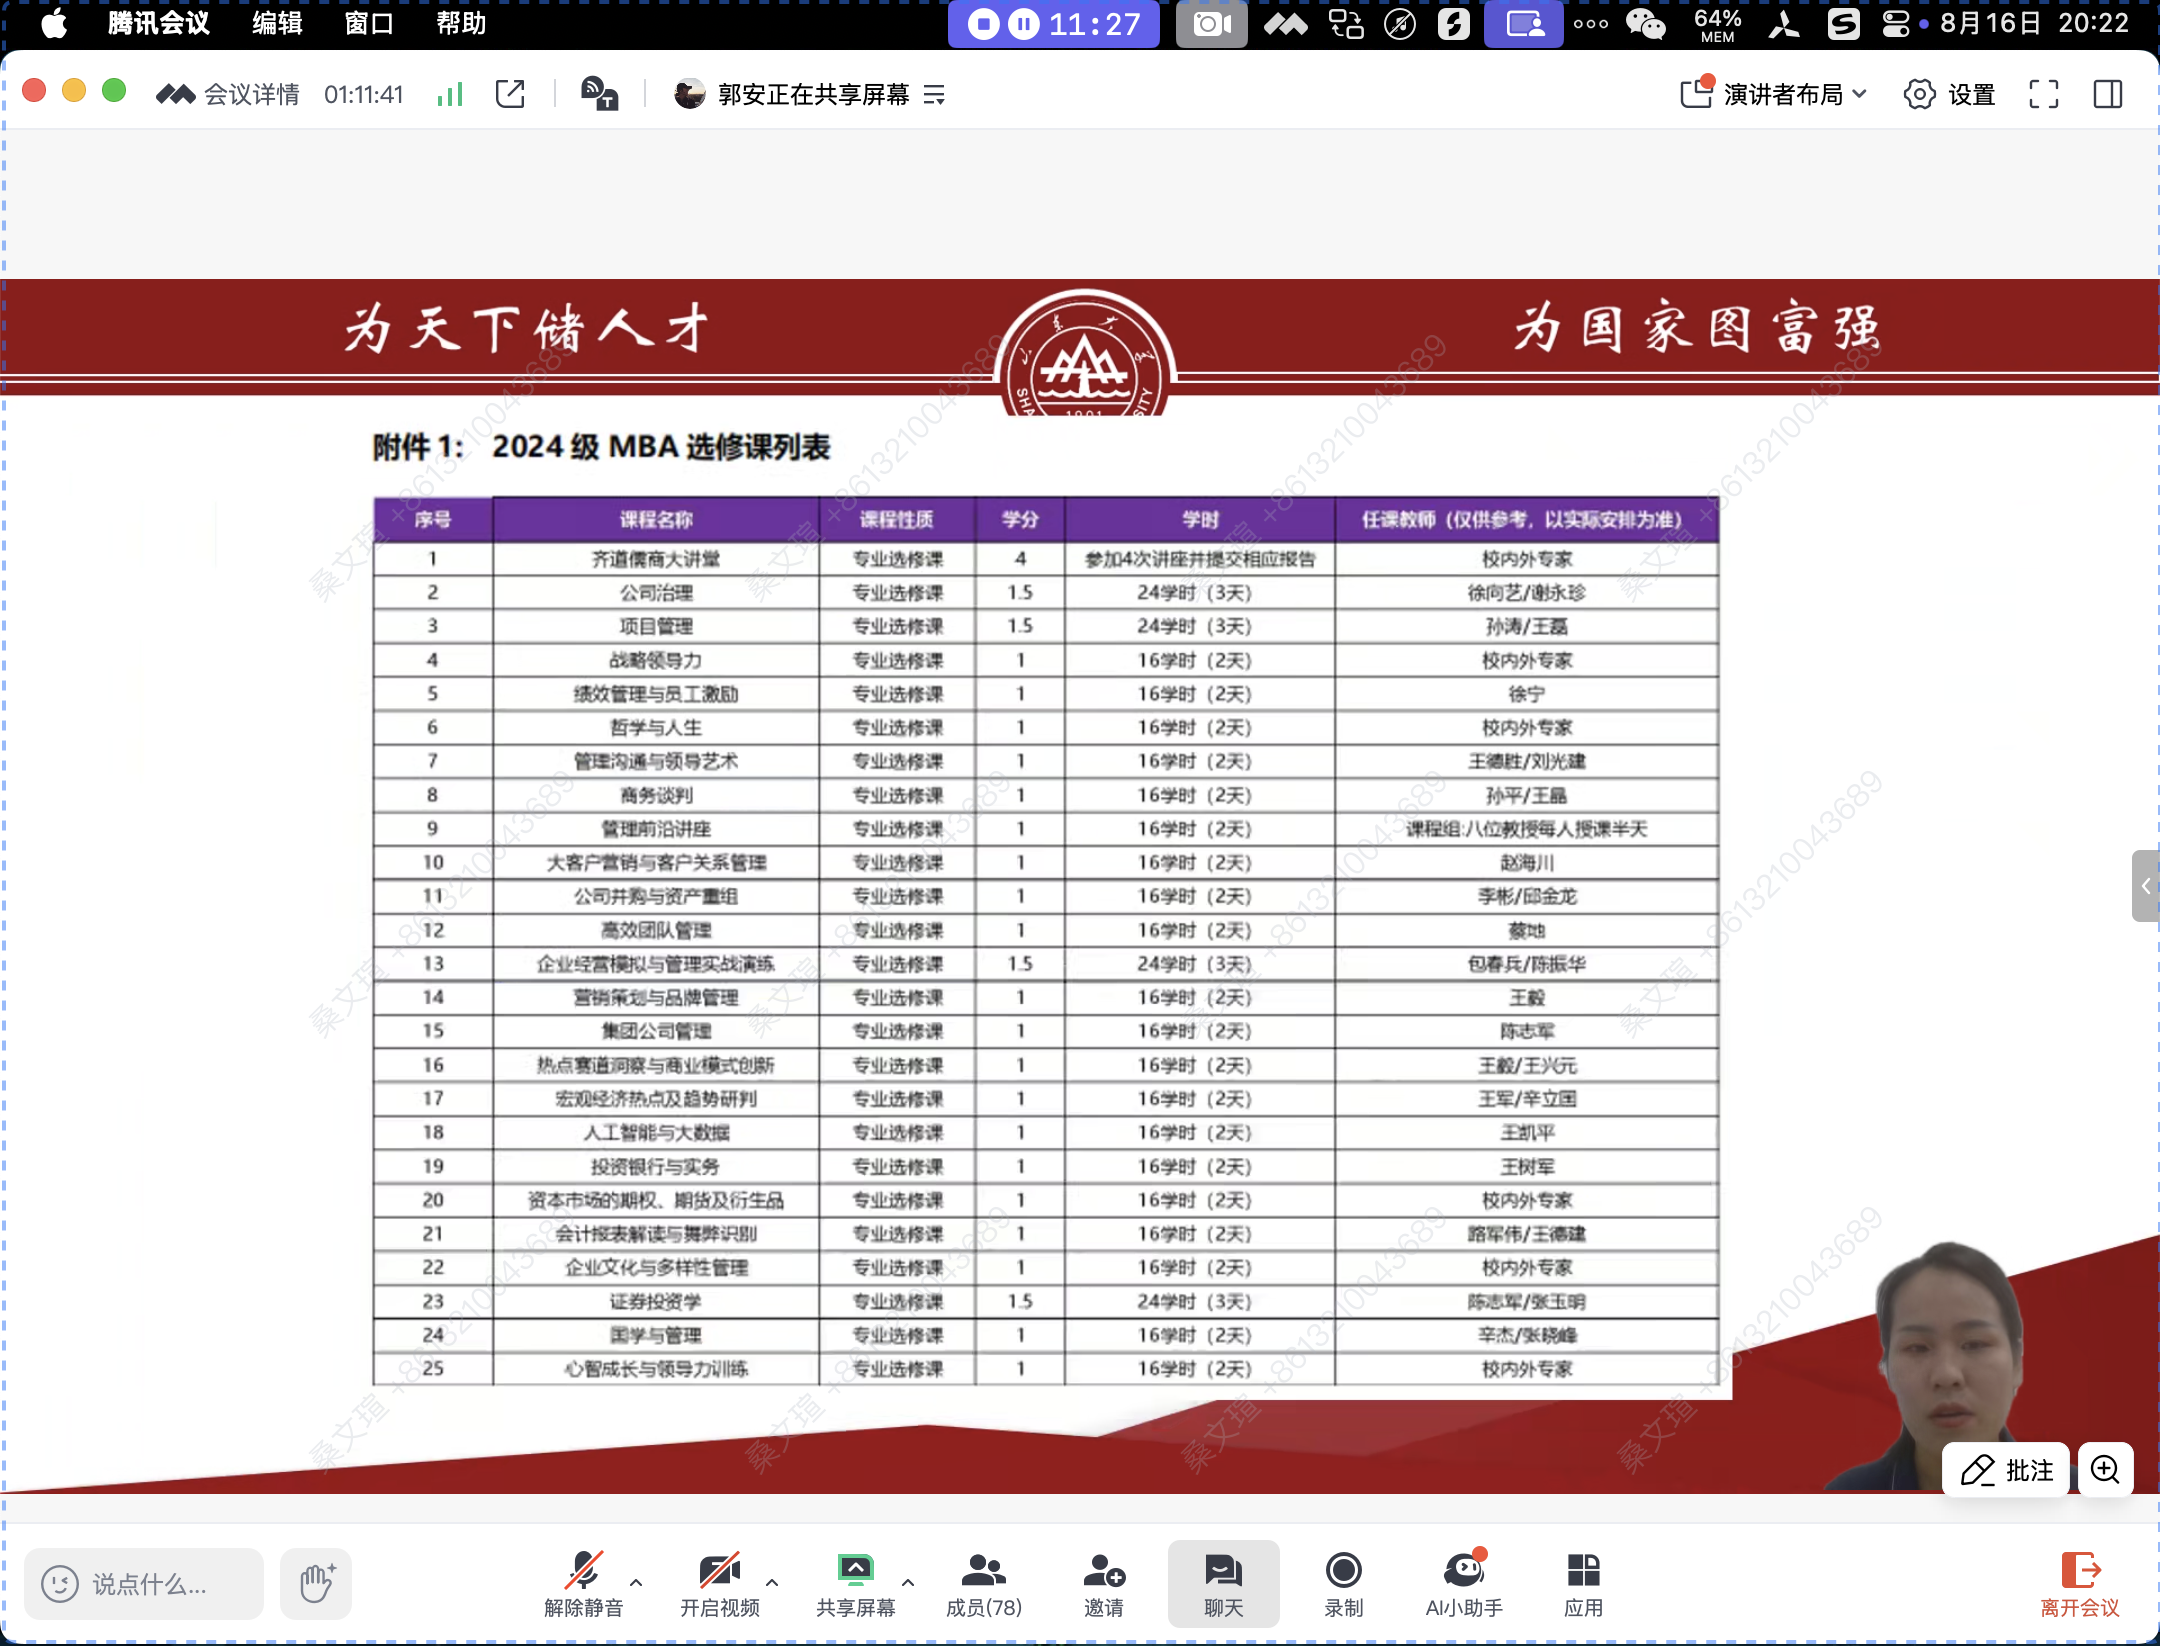 腾讯会议 编辑 窗口 帮助 11:27 64% MEM 8月16日 20:22
会议详情 01:11:41 郭安正在共享屏幕 演讲者布局 设置
为天下储人才 为国家图富强
1901
附件 1： 2024 级 MBA 选修课列表
序号 课程名称 课程性质 学分 学时 任课教师（仅供参考，以实际安排为准）
1 齐道儒商大讲堂 专业选修课 4 参加4次讲座并提交相应报告 校内外专家
2 公司治理 专业选修课 1.5 24学时（3天） 徐向艺/谢永珍
3 项目管理 专业选修课 1.5 24学时（3天） 孙涛/王磊
4 战略领导力 专业选修课 1 16学时（2天） 校内外专家
5 绩效管理与员工激励 专业选修课 1 16学时（2天） 徐宁
6 哲学与人生 专业选修课 1 16学时（2天） 校内外专家
7 管理沟通与领导艺术 专业选修课 1 16学时（2天） 王德胜/刘光建
8 商务谈判 专业选修课 1 16学时（2天） 孙平/王晶
9 管理前沿讲座 专业选修课 1 16学时（2天） 课程组:八位教授每人授课半天
10 大客户营销与客户关系管理 专业选修课 1 16学时（2天） 赵海川
11 公司并购与资产重组 专业选修课 1 16学时（2天） 李彬/邱金龙
12 高效团队管理 专业选修课 1 16学时（2天） 蔡地
13 企业经营模拟与管理实战演练 专业选修课 1.5 24学时（3天） 包春兵/陈振华
14 营销策划与品牌管理 专业选修课 1 16学时（2天） 王毅
15 集团公司管理 专业选修课 1 16学时（2天） 陈志军
16 热点赛道洞察与商业模式创新 专业选修课 1 16学时（2天） 王毅/王兴元
17 宏观经济热点及趋势研判 专业选修课 1 16学时（2天） 王军/辛立国
18 人工智能与大数据 专业选修课 1 16学时（2天） 王凯平
19 投资银行与实务 专业选修课 1 16学时（2天） 王树军
20 资本市场的期权、期货及衍生品 专业选修课 1 16学时（2天） 校内外专家
21 会计报表解读与舞弊识别 专业选修课 1 16学时（2天） 路军伟/王德建
22 企业文化与多样性管理 专业选修课 1 16学时（2天） 校内外专家
23 证券投资学 专业选修课 1.5 24学时（3天） 陈志军/张玉明
24 国学与管理 专业选修课 1 16学时（2天） 辛杰/张晓峰
25 心智成长与领导力训练 专业选修课 1 16学时（2天） 校内外专家
桑文瑄 +8613210043689
批注
说点什么... 解除静音 开启视频 共享屏幕 成员(78) 邀请 聊天 录制 AI小助手 应用 离开会议